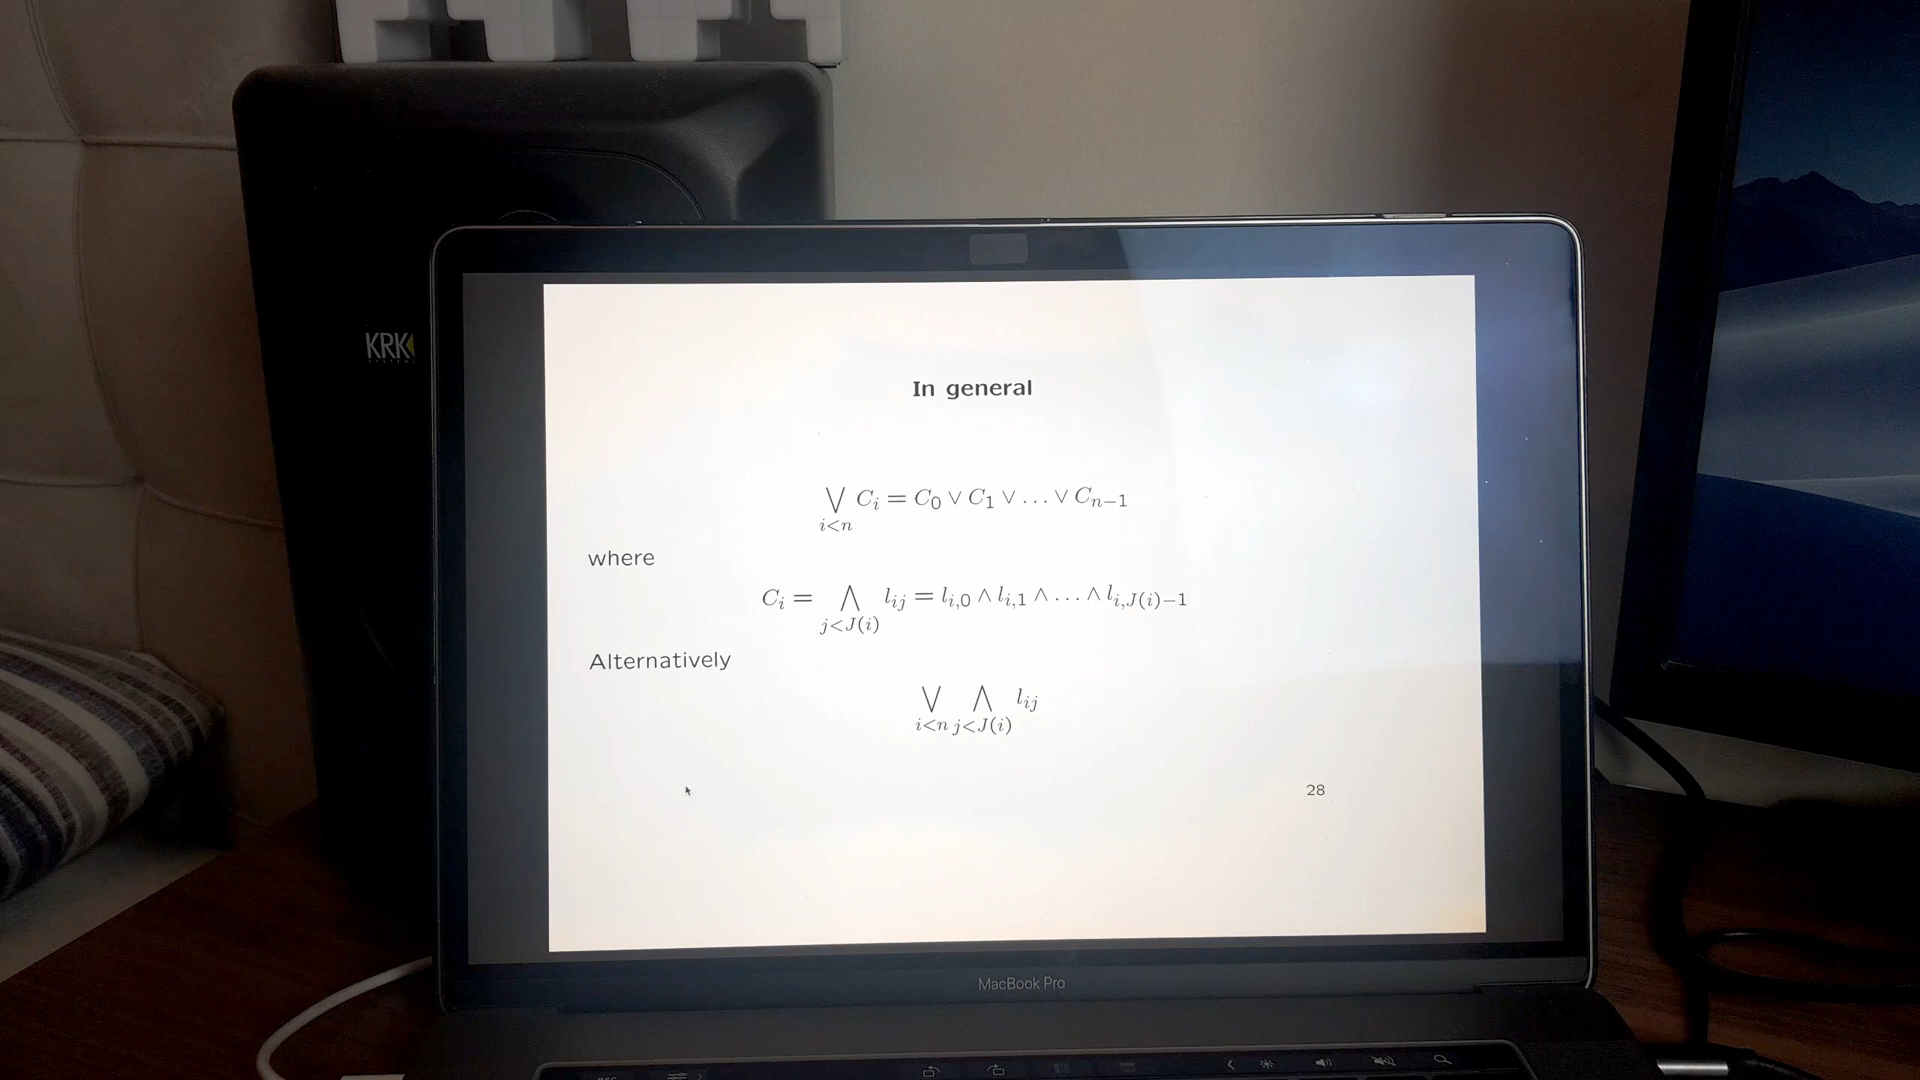 KRK
SYSTEMS
In general
⋁ C_i = C_0 ∨ C_1 ∨ … ∨ C_{n−1}
i<n
where
C_i = ⋀ l_{ij} = l_{i,0} ∧ l_{i,1} ∧ … ∧ l_{i,J(i)−1}
j<J(i)
Alternatively
⋁ ⋀ l_{ij}
i<n j<J(i)
28
MacBook Pro